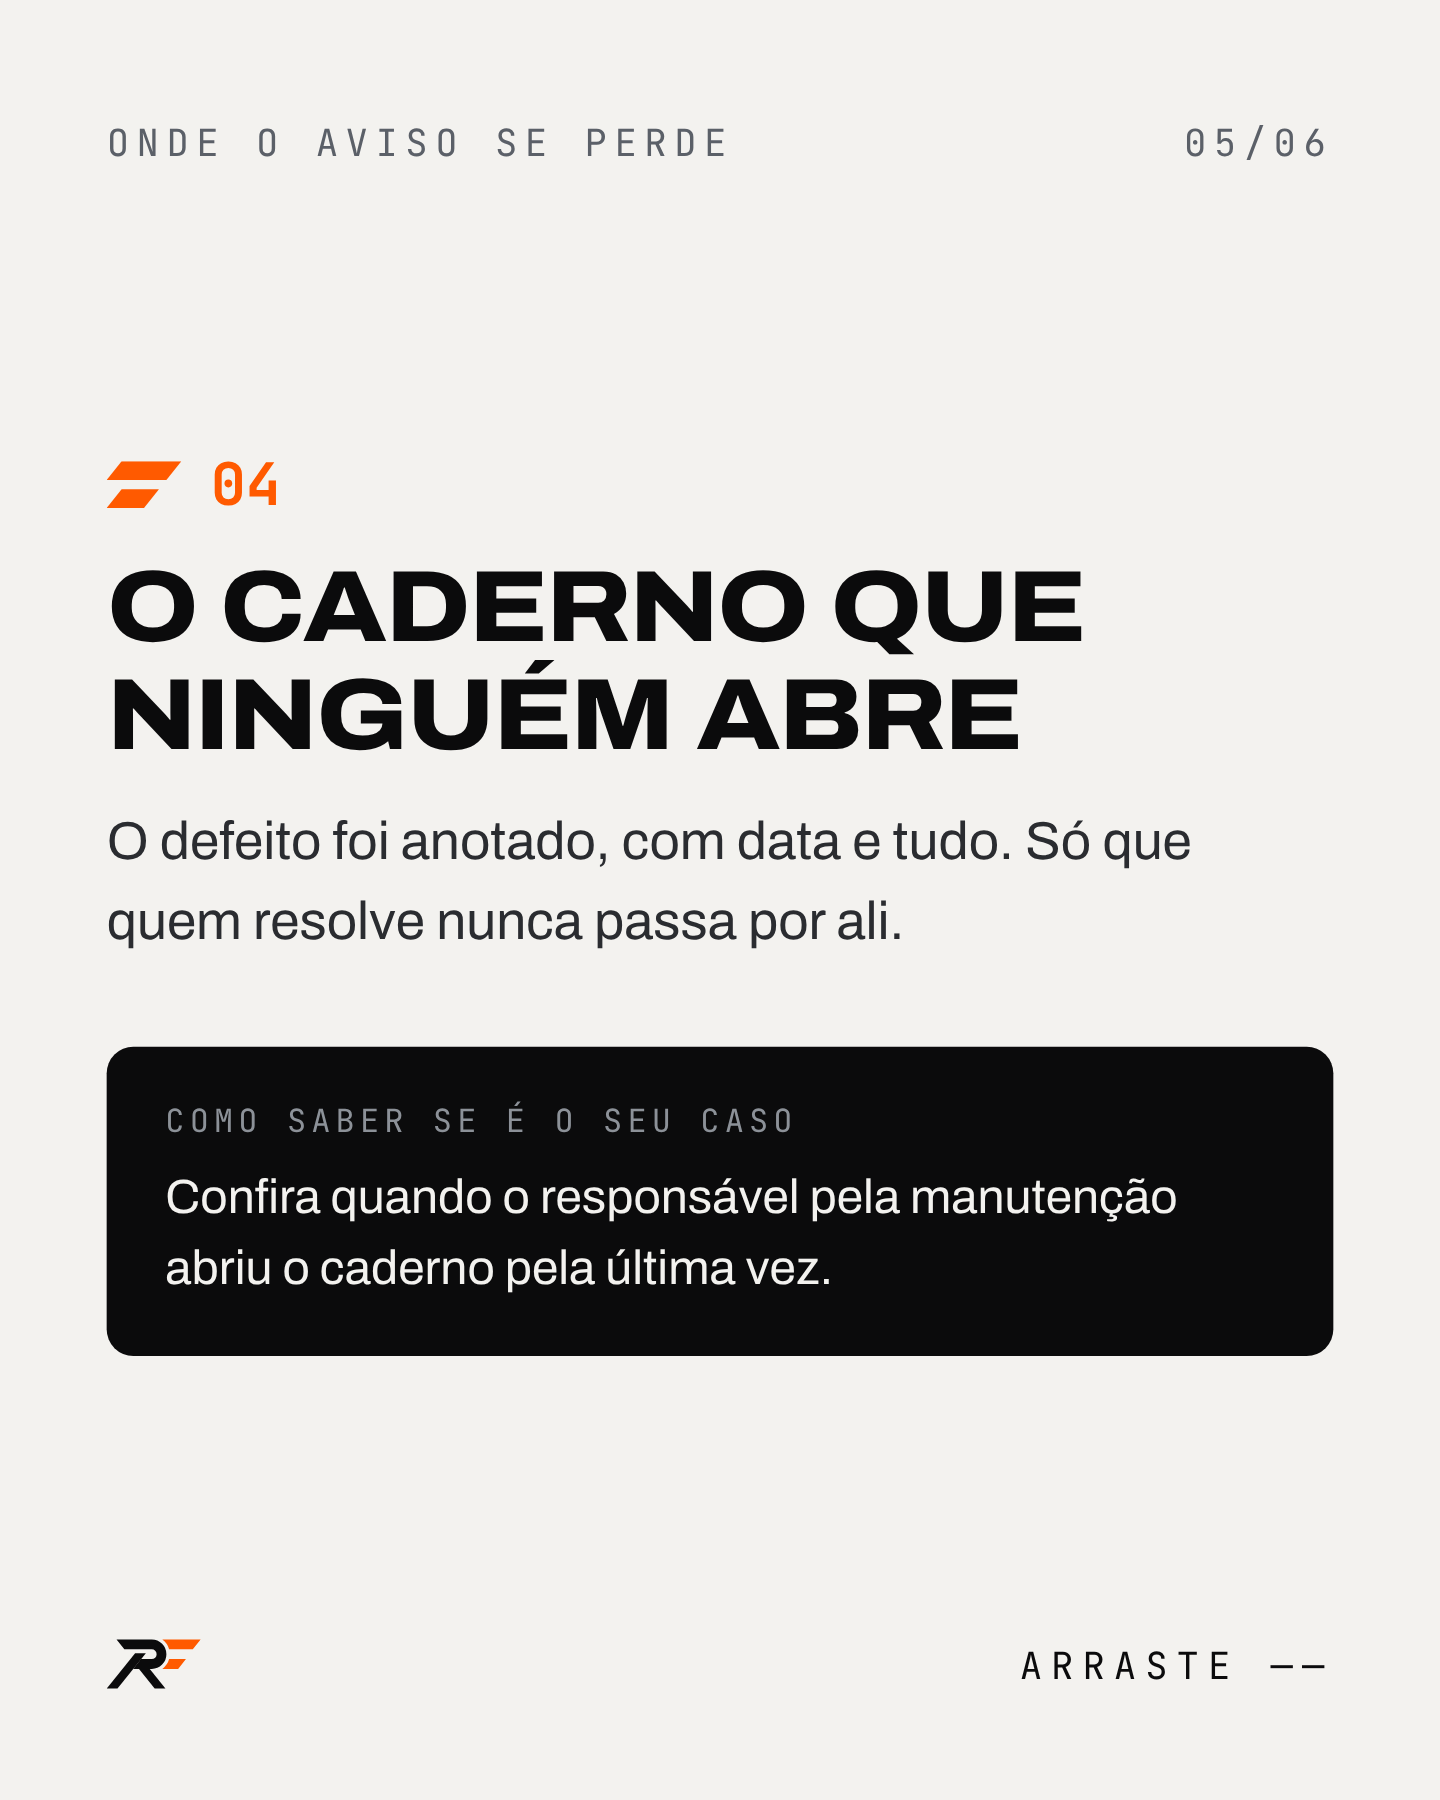 ONDE O AVISO SE PERDE
05/06
04
O CADERNO QUE
NINGUÉM ABRE
O defeito foi anotado, com data e tudo. Só que
quem resolve nunca passa por ali.
COMO SABER SE É O SEU CASO
Confira quando o responsável pela manutenção
abriu o caderno pela última vez.
RF
ARRASTE ——